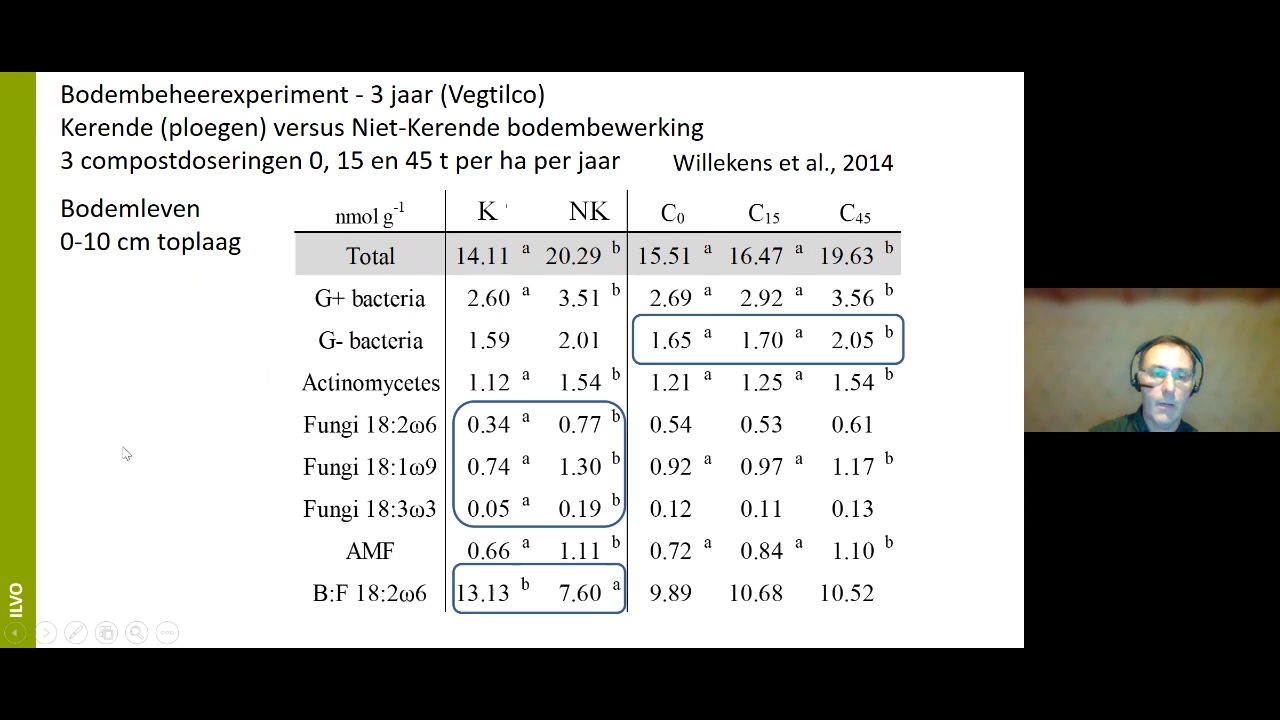 Bodembeheerexperiment - 3 jaar (Vegtilco)
Kerende (ploegen) versus Niet-Kerende bodembewerking
3 compostdoseringen 0, 15 en 45 t per ha per jaar Willekens et al., 2014
Bodemleven
0-10 cm toplaag
nmol g-1 K NK C0 C15 C45
Total 14.11 a 20.29 b 15.51 a 16.47 a 19.63 b
G+ bacteria 2.60 a 3.51 b 2.69 a 2.92 a 3.56 b
G- bacteria 1.59 2.01 1.65 a 1.70 a 2.05 b
Actinomycetes 1.12 a 1.54 b 1.21 a 1.25 a 1.54 b
Fungi 18:2ω6 0.34 a 0.77 b 0.54 0.53 0.61
Fungi 18:1ω9 0.74 a 1.30 b 0.92 a 0.97 a 1.17 b
Fungi 18:3ω3 0.05 a 0.19 b 0.12 0.11 0.13
AMF 0.66 a 1.11 b 0.72 a 0.84 a 1.10 b
B:F 18:2ω6 13.13 b 7.60 a 9.89 10.68 10.52
ILVO